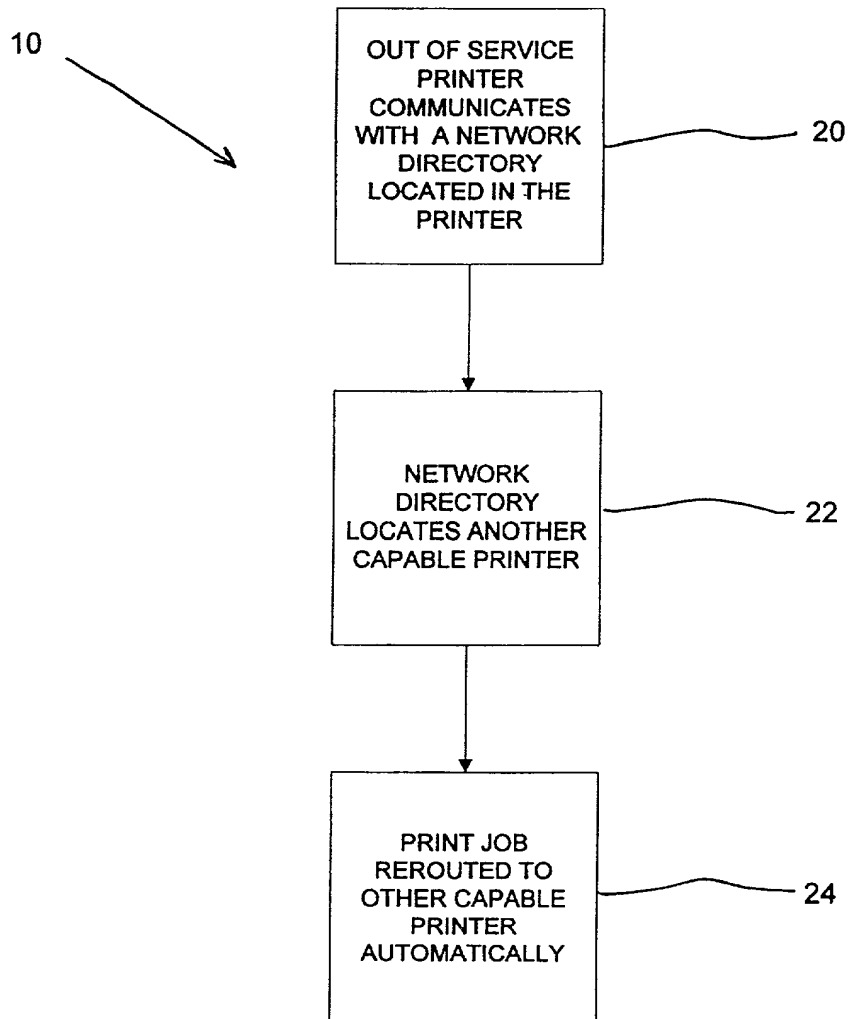 10
OUT OF SERVICE
PRINTER
COMMUNICATES
WITH A NETWORK
DIRECTORY
LOCATED IN THE
PRINTER
20
NETWORK
DIRECTORY
LOCATES ANOTHER
CAPABLE PRINTER
22
PRINT JOB
REROUTED TO
OTHER CAPABLE
PRINTER
AUTOMATICALLY
24